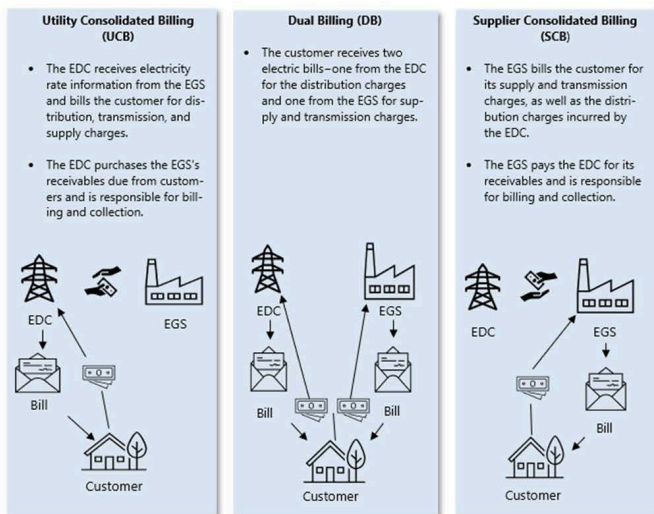 Utility Consolidated Billing
(UCB)
• The EDC receives electricity
rate information from the EGS
and bills the customer for dis-
tribution, transmission, and
supply charges.
• The EDC purchases the EGS's
receivables due from custom-
ers and is responsible for bill-
ing and collection.
EDC
EGS
Bill
Customer
Dual Billing (DB)
• The customer receives two
electric bills–one from the EDC
for the distribution charges
and one from the EGS for sup-
ply and transmission charges.
EDC
EGS
Bill
Bill
Customer
Supplier Consolidated Billing
(SCB)
• The EGS bills the customer for
its supply and transmission
charges, as well as the distri-
bution charges incurred by
the EDC.
• The EGS pays the EDC for its
receivables and is responsible
for billing and collection.
EDC
EGS
Bill
Customer